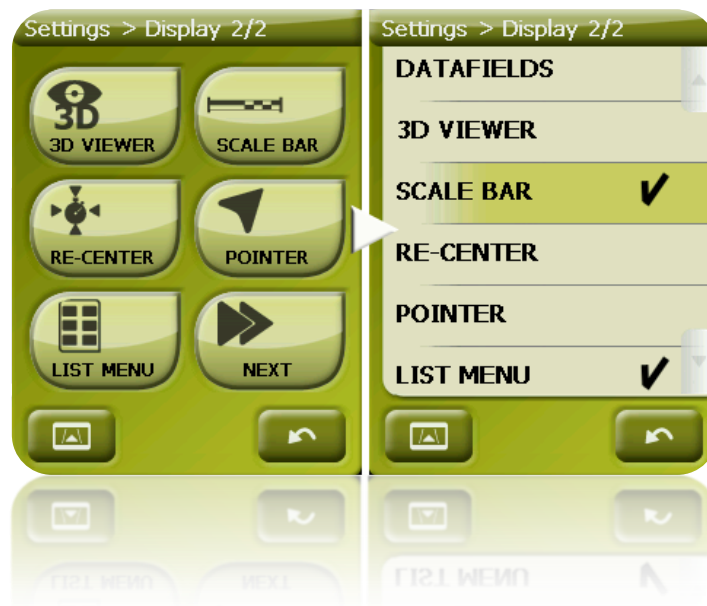 Settings > Display 2/2
3D
3D VIEWER
SCALE BAR
RE-CENTER
POINTER
LIST MENU
NEXT
Settings > Display 2/2
DATAFIELDS
3D VIEWER
SCALE BAR
RE-CENTER
POINTER
LIST MENU